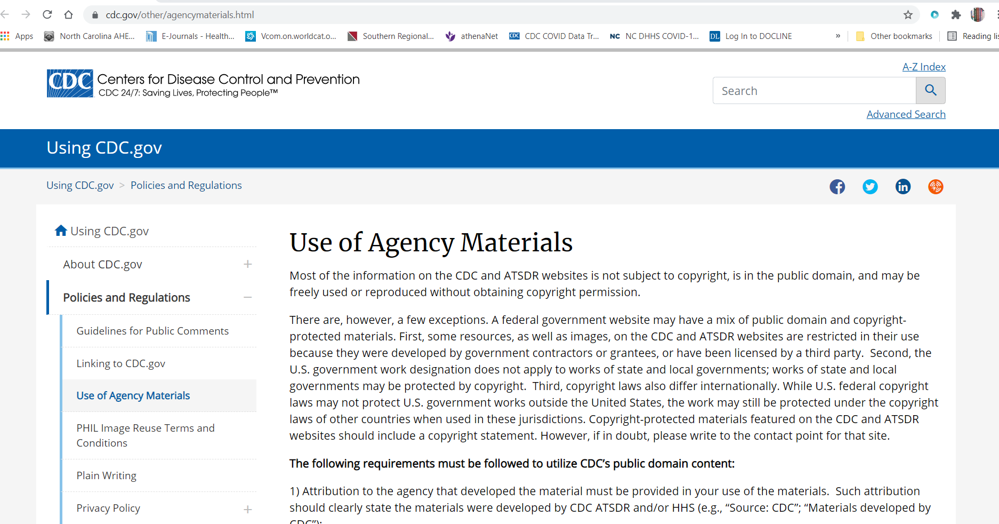 cdc.gov/other/agencymaterials.html
Apps North Carolina AHE... E-Journals - Health... Vcom.on.worldcat.o... Southern Regional... athenaNet CDC CDC COVID Data Tr... NC NC DHHS COVID-1... DL Log In to DOCLINE » Other bookmarks Reading lis
A-Z Index
CDC Centers for Disease Control and Prevention
CDC 24/7: Saving Lives, Protecting People™
Search
Advanced Search
Using CDC.gov
Using CDC.gov > Policies and Regulations
Using CDC.gov
About CDC.gov
Policies and Regulations
Guidelines for Public Comments
Linking to CDC.gov
Use of Agency Materials
PHIL Image Reuse Terms and
Conditions
Plain Writing
Privacy Policy
Use of Agency Materials
Most of the information on the CDC and ATSDR websites is not subject to copyright, is in the public domain, and may be
freely used or reproduced without obtaining copyright permission.
There are, however, a few exceptions. A federal government website may have a mix of public domain and copyright-
protected materials. First, some resources, as well as images, on the CDC and ATSDR websites are restricted in their use
because they were developed by government contractors or grantees, or have been licensed by a third party.  Second, the
U.S. government work designation does not apply to works of state and local governments; works of state and local
governments may be protected by copyright.  Third, copyright laws also differ internationally. While U.S. federal copyright
laws may not protect U.S. government works outside the United States, the work may still be protected under the copyright
laws of other countries when used in these jurisdictions. Copyright-protected materials featured on the CDC and ATSDR
websites should include a copyright statement. However, if in doubt, please write to the contact point for that site.
The following requirements must be followed to utilize CDC’s public domain content:
1) Attribution to the agency that developed the material must be provided in your use of the materials.  Such attribution
should clearly state the materials were developed by CDC ATSDR and/or HHS (e.g., “Source: CDC”; “Materials developed by
CDC”);